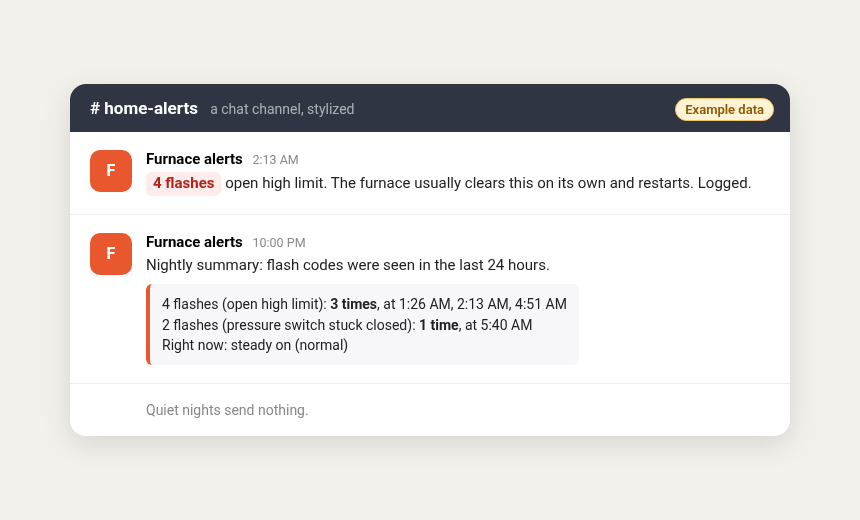 # home-alerts a chat channel, stylized Example data
F
Furnace alerts 2:13 AM
4 flashes open high limit. The furnace usually clears this on its own and restarts. Logged.
F
Furnace alerts 10:00 PM
Nightly summary: flash codes were seen in the last 24 hours.
4 flashes (open high limit): 3 times, at 1:26 AM, 2:13 AM, 4:51 AM
2 flashes (pressure switch stuck closed): 1 time, at 5:40 AM
Right now: steady on (normal)
Quiet nights send nothing.